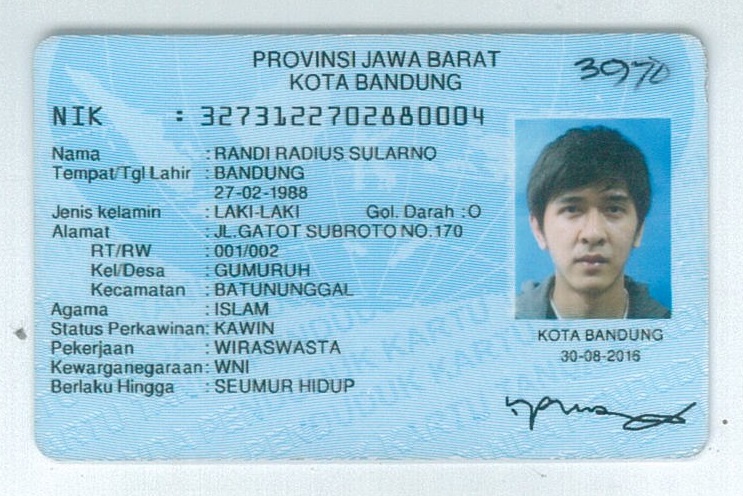 PROVINSI JAWA BARAT
KOTA BANDUNG
3970
NIK : 3273122702880004
Nama : RANDI RADIUS SULARNO
Tempat/Tgl Lahir : BANDUNG
27-02-1988
Jenis kelamin : LAKI-LAKI Gol. Darah : O
Alamat : JL.GATOT SUBROTO NO.170
RT/RW : 001/002
Kel/Desa : GUMURUH
Kecamatan : BATUNUNGGAL
Agama : ISLAM
Status Perkawinan: KAWIN
Pekerjaan : WIRASWASTA
Kewarganegaraan: WNI
Berlaku Hingga : SEUMUR HIDUP
KOTA BANDUNG
30-08-2016